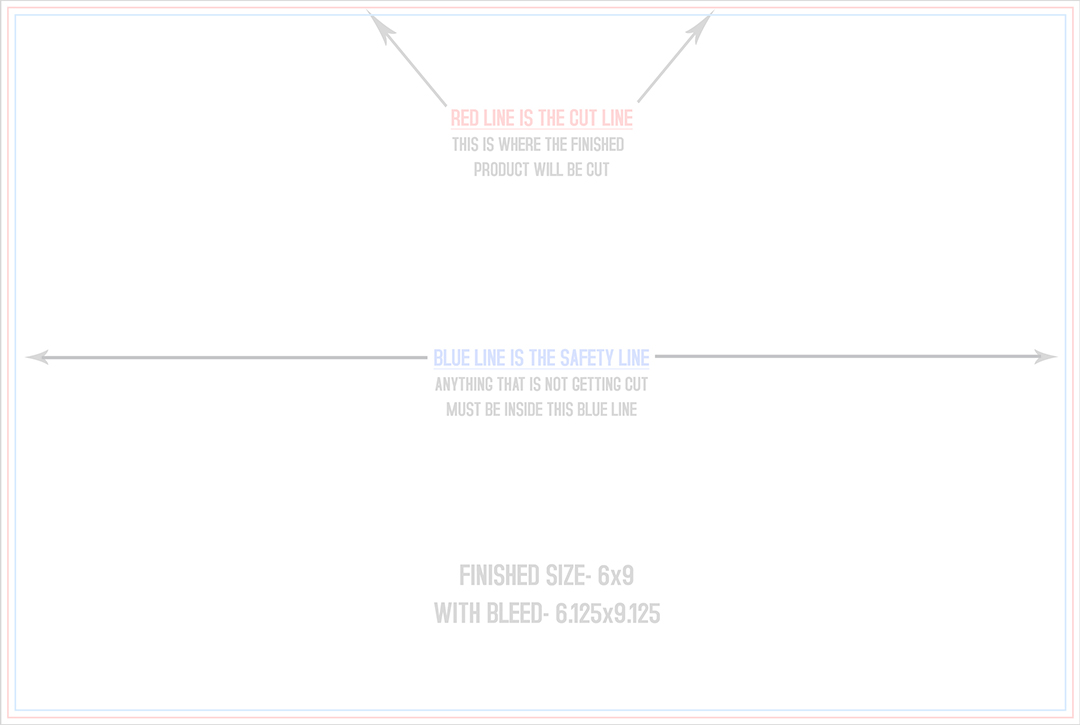 RED LINE IS THE CUT LINE
THIS IS WHERE THE FINISHED
PRODUCT WILL BE CUT
BLUE LINE IS THE SAFETY LINE
ANYTHING THAT IS NOT GETTING CUT
MUST BE INSIDE THIS BLUE LINE
FINISHED SIZE- 6x9
WITH BLEED- 6.125x9.125